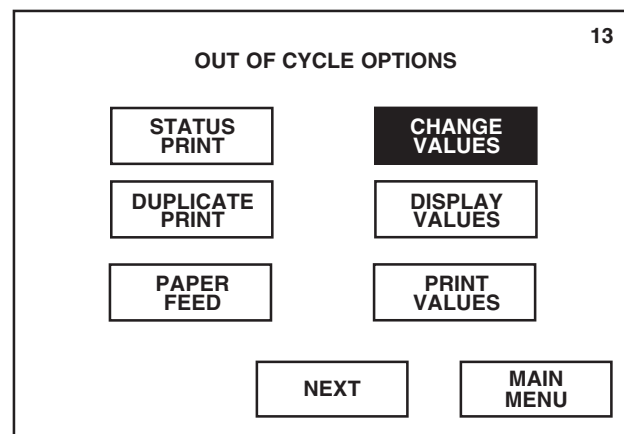 13
OUT OF CYCLE OPTIONS
STATUS
PRINT
CHANGE
VALUES
DUPLICATE
PRINT
DISPLAY
VALUES
PAPER
FEED
PRINT
VALUES
NEXT
MAIN
MENU